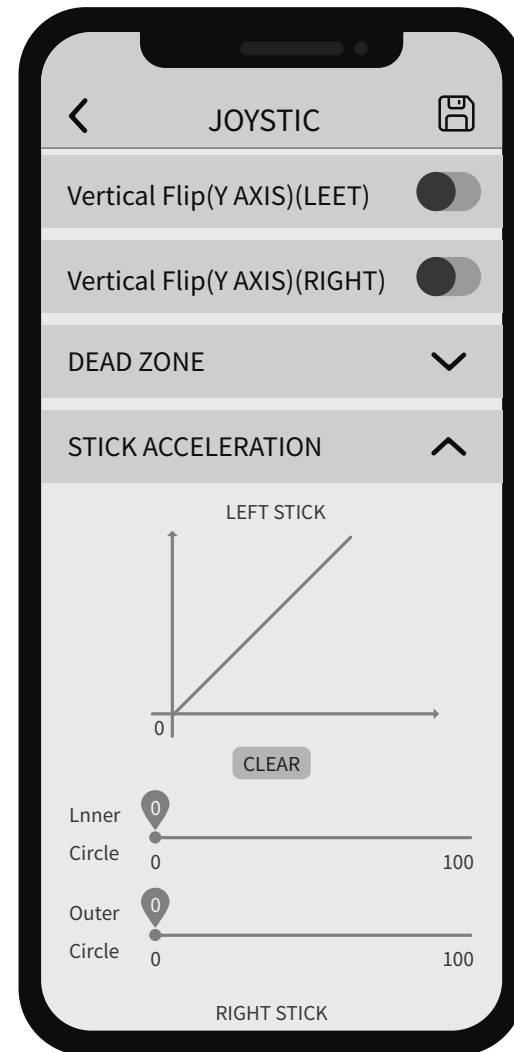 JOYSTIC
Vertical Flip(Y AXIS)(LEET)
Vertical Flip(Y AXIS)(RIGHT)
DEAD ZONE
STICK ACCELERATION
LEFT STICK
0
CLEAR
Lnner
Circle
0
0
100
Outer
Circle
0
0
100
RIGHT STICK